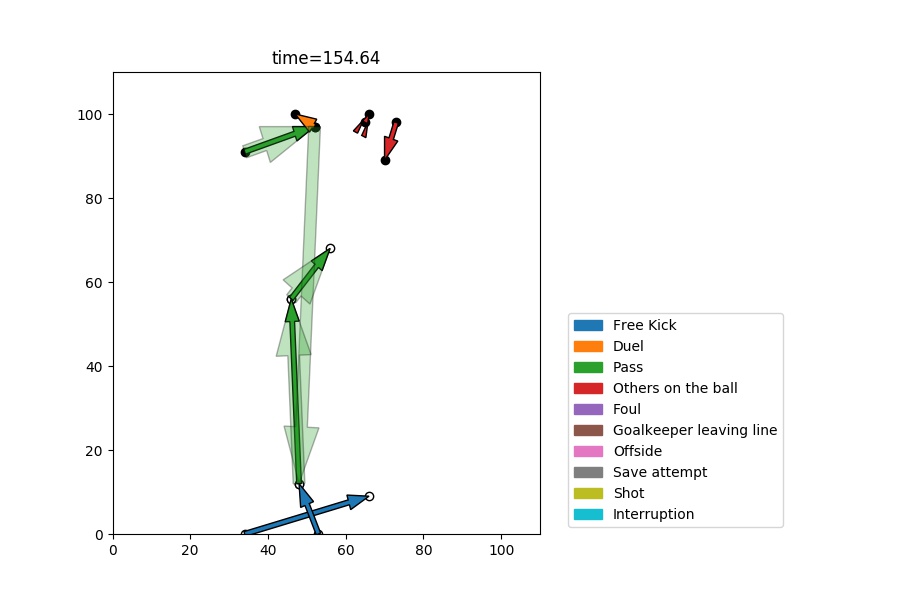 time=154.64
100
80
60
40
20
0
0 20 40 60 80 100
Free Kick
Duel
Pass
Others on the ball
Foul
Goalkeeper leaving line
Offside
Save attempt
Shot
Interruption